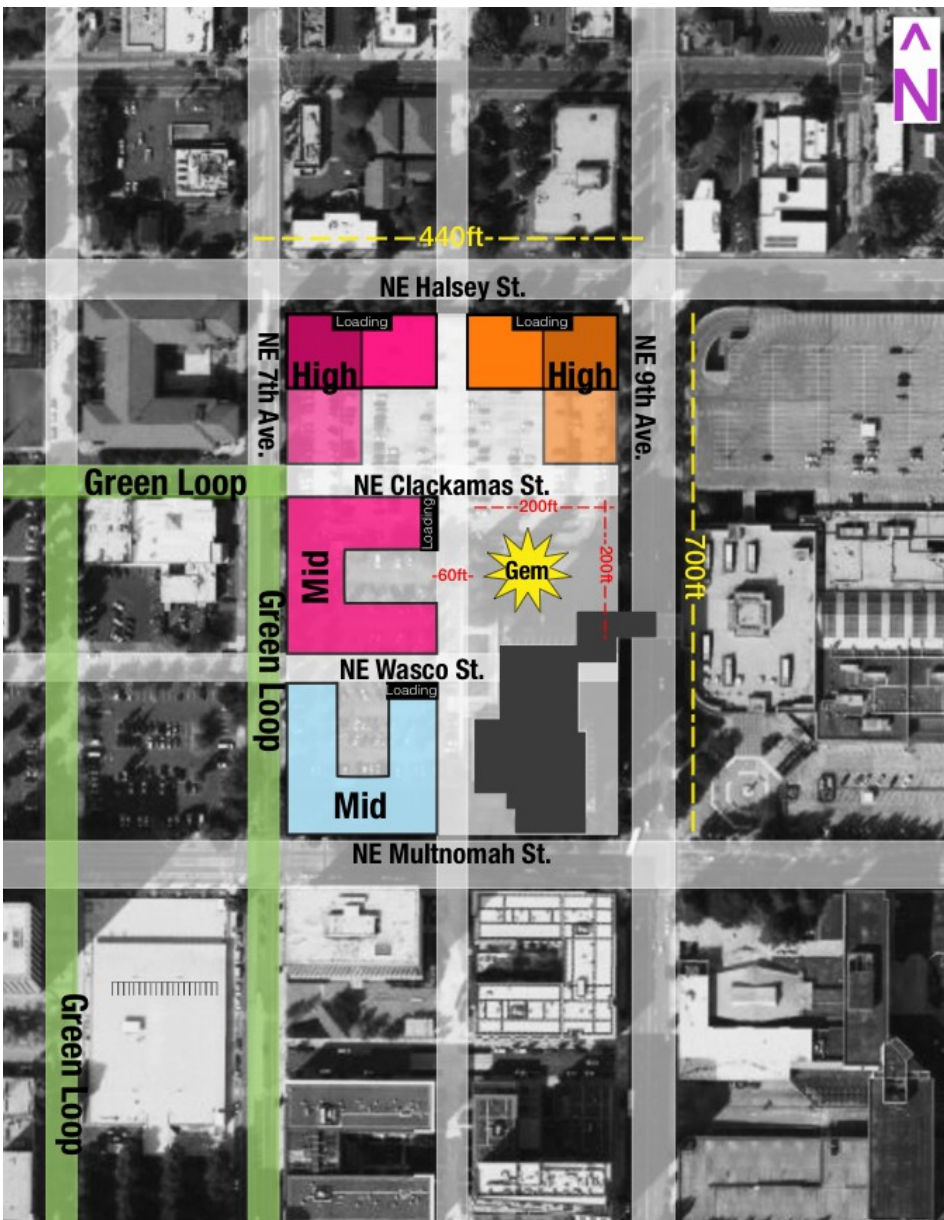 ^
N
440ft
NE Halsey St.
Loading
Loading
NE 7th Ave.
High
High
NE 9th Ave.
Green Loop
NE Clackamas St.
200ft
Loading
Mid
60ft
Gem
200ft
700ft
Green Loop
NE Wasco St.
Loading
Mid
NE Multnomah St.
Green Loop